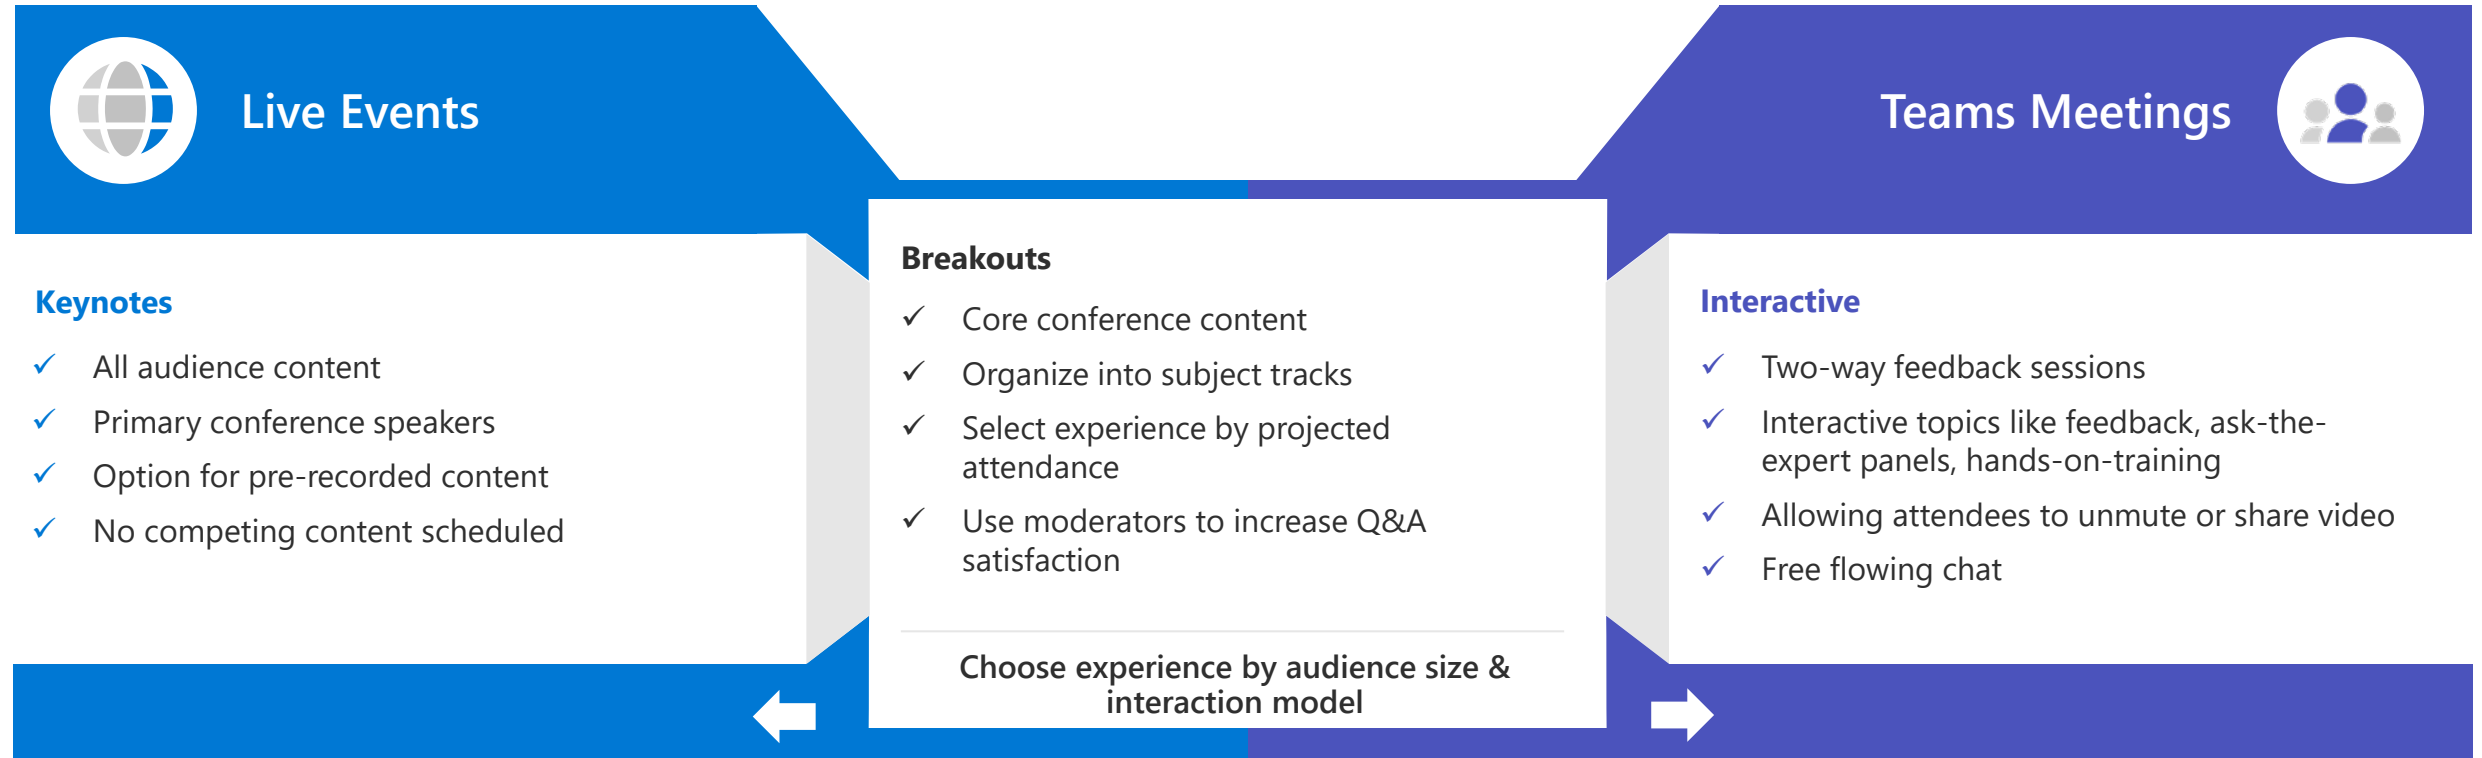 Live Events
Teams Meetings
Keynotes
All audience content
Primary conference speakers
Option for pre-recorded content
No competing content scheduled
Breakouts
Core conference content
Organize into subject tracks
Select experience by projected
attendance
Use moderators to increase Q&A
satisfaction
Choose experience by audience size &
interaction model
Interactive
Two-way feedback sessions
Interactive topics like feedback, ask-the-
expert panels, hands-on-training
Allowing attendees to unmute or share video
Free flowing chat